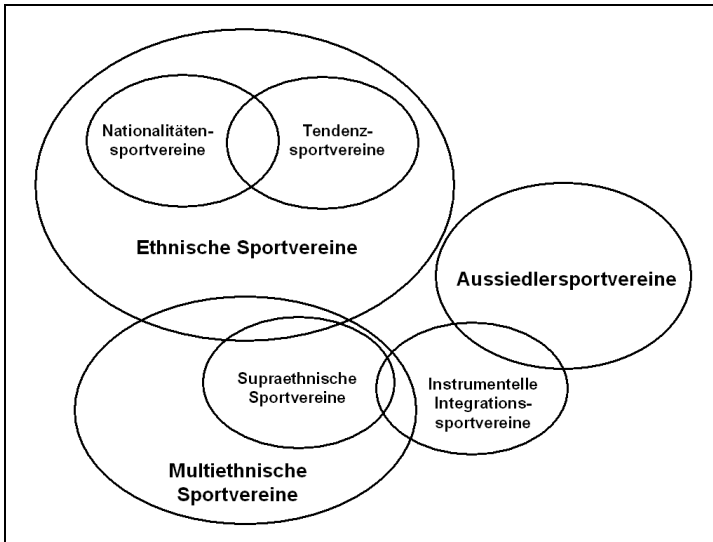 Nationalitäten-
sportvereine
Tendenz-
sportvereine
Ethnische Sportvereine
Aussiedlersportvereine
Supraethnische
Sportvereine
Instrumentelle
Integrations-
sportvereine
Multiethnische
Sportvereine